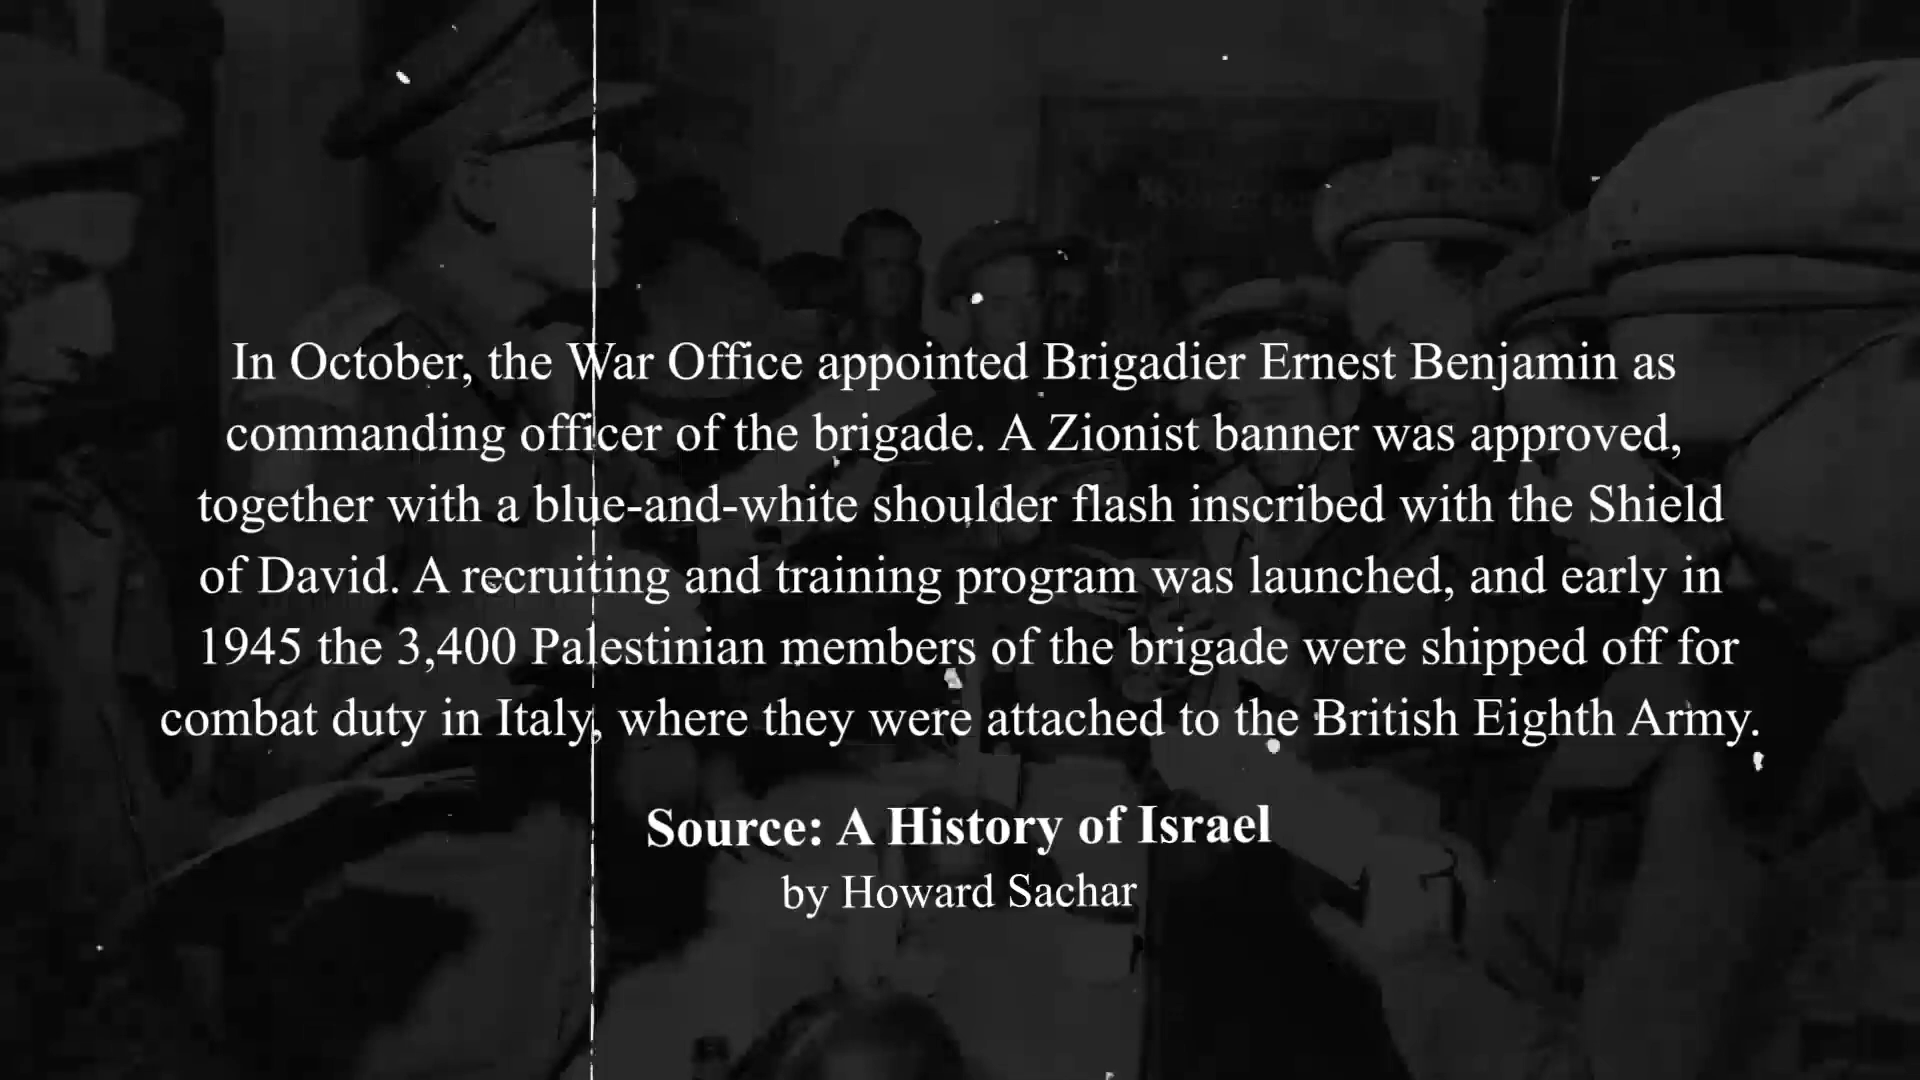 In October, the War Office appointed Brigadier Ernest Benjamin as
commanding officer of the brigade. A Zionist banner was approved,
together with a blue-and-white shoulder flash inscribed with the Shield
of David. A recruiting and training program was launched, and early in
1945 the 3,400 Palestinian members of the brigade were shipped off for
combat duty in Italy, where they were attached to the British Eighth Army.
Source: A History of Israel
by Howard Sachar